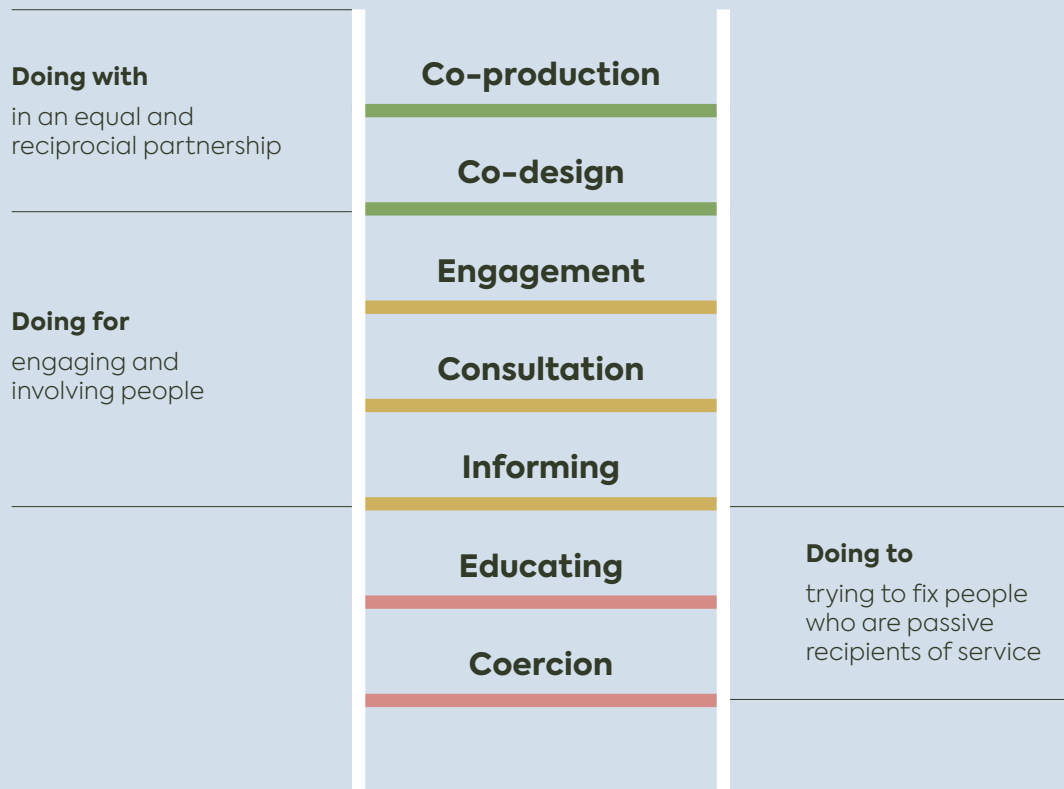 Doing with
in an equal and
reciprocial partnership
Co-production
Co-design
Doing for
engaging and
involving people
Engagement
Consultation
Informing
Educating
Coercion
Doing to
trying to fix people
who are passive
recipients of service